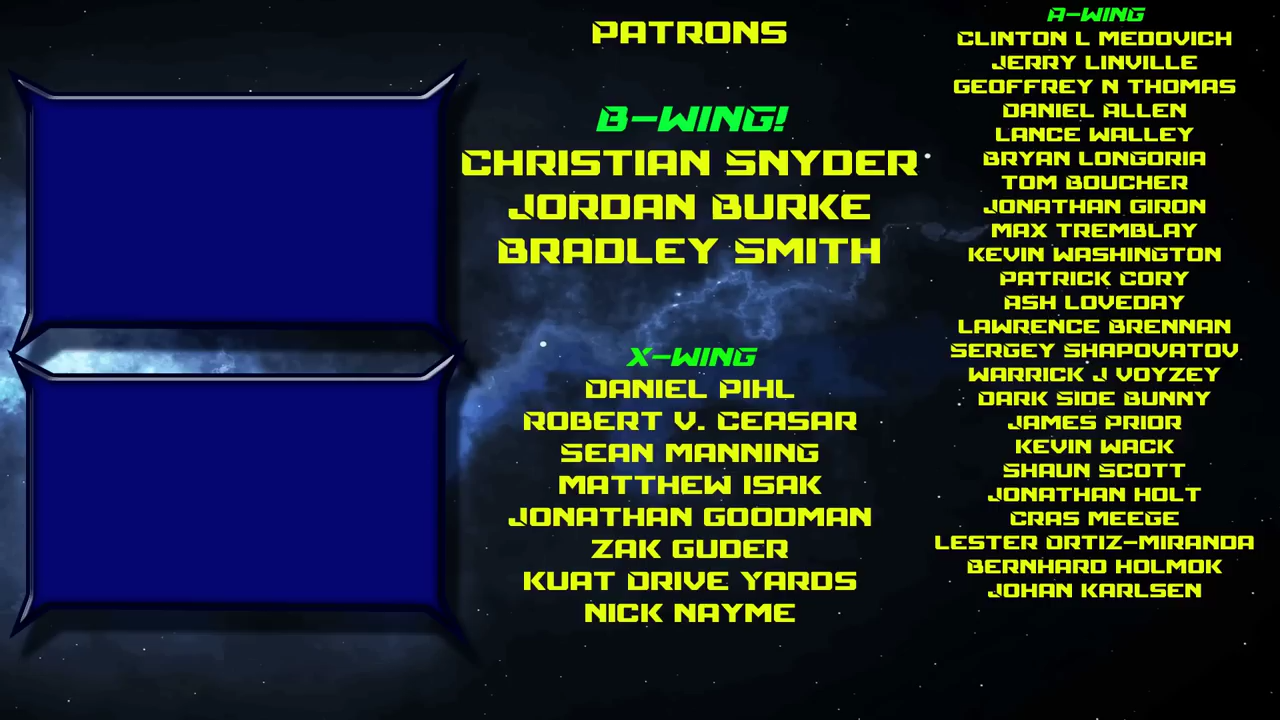 PATRONS
B-WING!
CHRISTIAN SNYDER
JORDAN BURKE
BRADLEY SMITH
X-WING
DANIEL PIHL
ROBERT V. CEASAR
SEAN MANNING
MATTHEW ISAK
JONATHAN GOODMAN
ZAK GUDER
KUAT DRIVE YARDS
NICK NAYME
A-WING
CLINTON L MEDOVICH
JERRY LINVILLE
GEOFFREY N THOMAS
DANIEL ALLEN
LANCE WALLEY
BRYAN LONGORIA
TOM BOUCHER
JONATHAN GIRON
MAX TREMBLAY
KEVIN WASHINGTON
PATRICK CORY
ASH LOVEDAY
LAWRENCE BRENNAN
SERGEY SHAPOVATOV
WARRICK J VOYZEY
DARK SIDE BUNNY
JAMES PRIOR
KEVIN WACK
SHAUN SCOTT
JONATHAN HOLT
CRAS MEEGE
LESTER ORTIZ-MIRANDA
BERNHARD HOLMOK
JOHAN KARLSEN